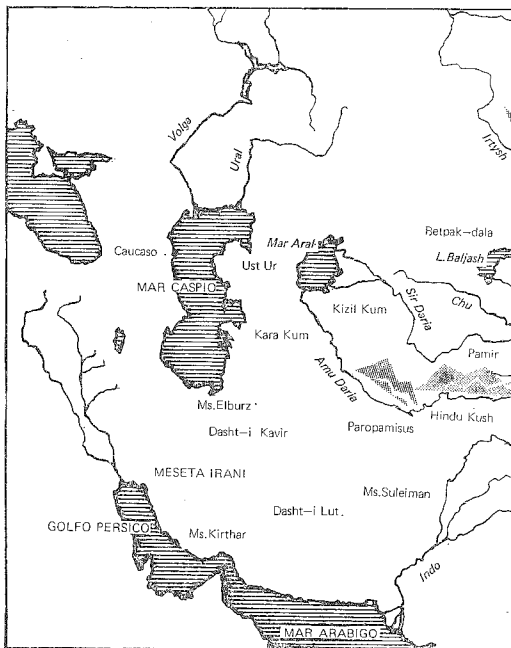 Volga
Ural
Irtysh
Betpak-dala
Mar Aral
L. Baljash
Caucaso
Ust Ur
MAR CASPIO
Kizil Kum
Sir Daria
Chu
Kara Kum
Pamir
Amu Daria
Ms. Elburz
Hindu Kush
Dasht-i Kavir
Paropamisus
MESETA IRANI
Ms. Suleiman
Dasht-i Lut.
GOLFO PERSICO
Ms. Kirthar
Indo
MAR ARABIGO